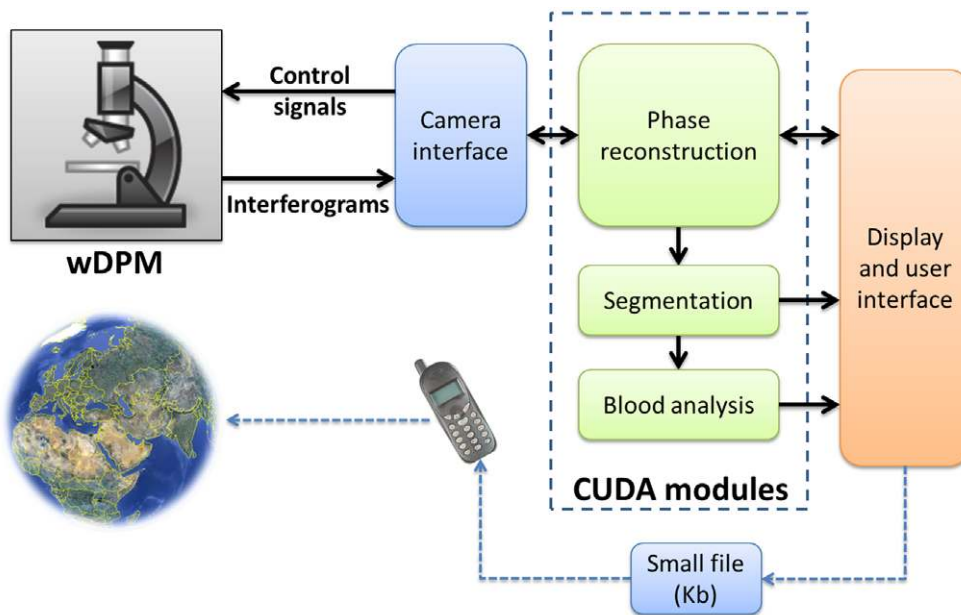 Control
signals
Interferograms
wDPM
Camera
interface
Phase
reconstruction
Segmentation
Blood analysis
CUDA modules
Display
and user
interface
Small file
(Kb)